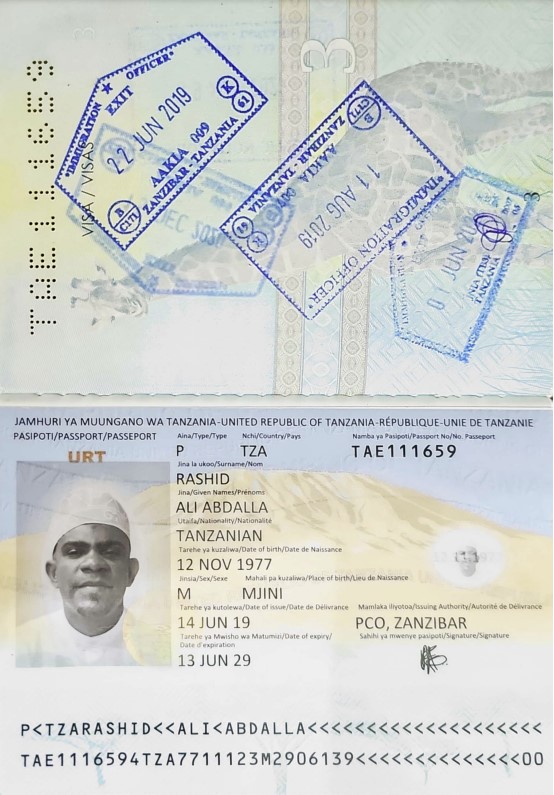 TAE111659
3
VISA /VISAS
"IMMIGRATION ★ OFFICER"
EXIT
K
61
22 JUN 2019
AAKIA 009
ZANZIBAR - TANZANIA
B
C171
DEC 20
"IMMIGRATION OFFICER"
11 AUG 2019
AAKIA
ZANZIBAR TANZANIA
B
C171
K
61
3
JAMHURI YA MUUNGANO WA TANZANIA-UNITED REPUBLIC OF TANZANIA-RÉPUBLIQUE-UNIE DE TANZANIE
PASIPOTI/PASSPORT/PASSEPORT Aina/Type/Type Nchi/Country/Pays Namba ya Pasipoti/Passport No/No. Passeport
P TZA TAE111659
URT
Jina la ukoo/Surname/Nom
RASHID
Jina/Given Names/Prénoms
ALI ABDALLA
Utaifa/Nationality/Nationalité
TANZANIAN
Tarehe ya kuzaliwa/Date of birth/Date de Naissance
12 NOV 1977
Jinsia/Sex/Sexe Mahali pa kuzaliwa/Place of birth/Lieu de Naissance
M MJINI
Tarehe ya kutolewa/Date of issue/Date de Délivrance Mamlaka iliyotoa/Issuing Authority/Autorité de Délivrance
14 JUN 19 PCO, ZANZIBAR
Tarehe ya Mwisho wa Matumizi/Date of expiry/ Sahihi ya mwenye pasipoti/Signature/Signature
Date d'expiration
13 JUN 29
P<TZARASHID<<ALI<ABDALLA<<<<<<<<<<<<<<<<<<<<
TAE1116594TZA7711123M2906139<<<<<<<<<<<<<<00